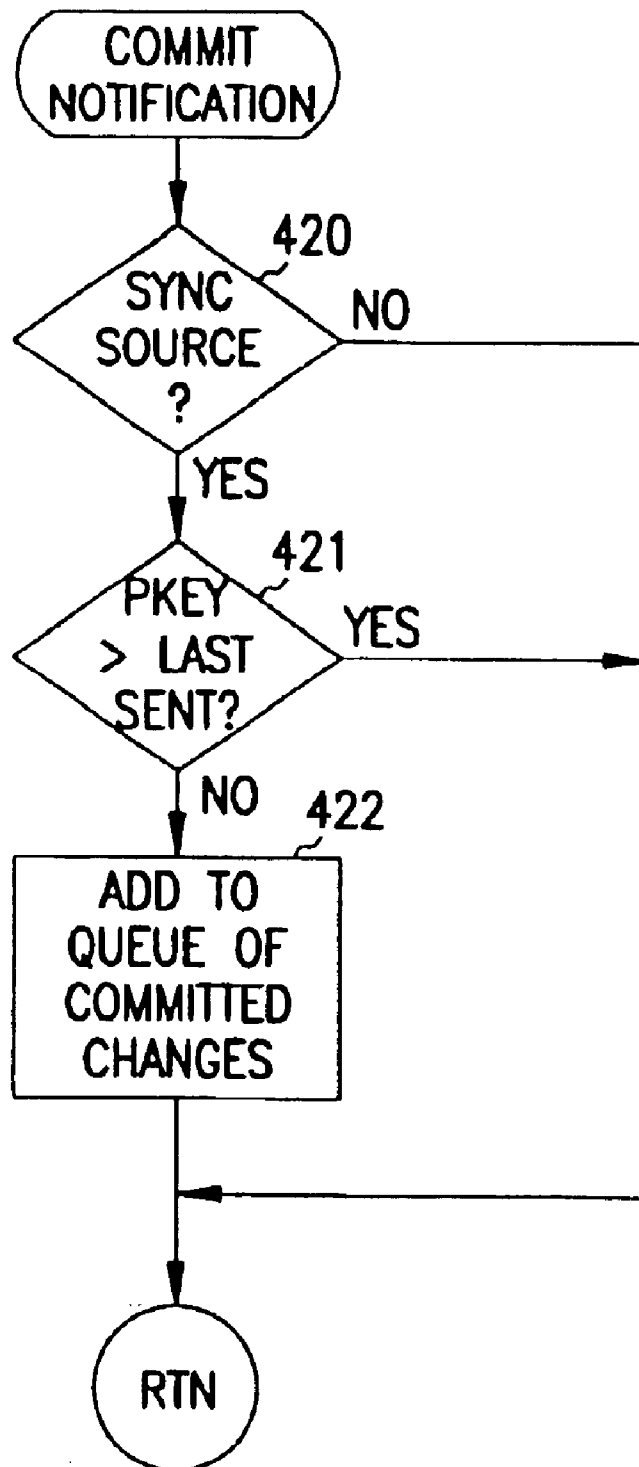 COMMIT
NOTIFICATION
420
SYNC
SOURCE
?
NO
YES
421
PKEY
> LAST
SENT?
YES
NO
422
ADD TO
QUEUE OF
COMMITTED
CHANGES
RTN